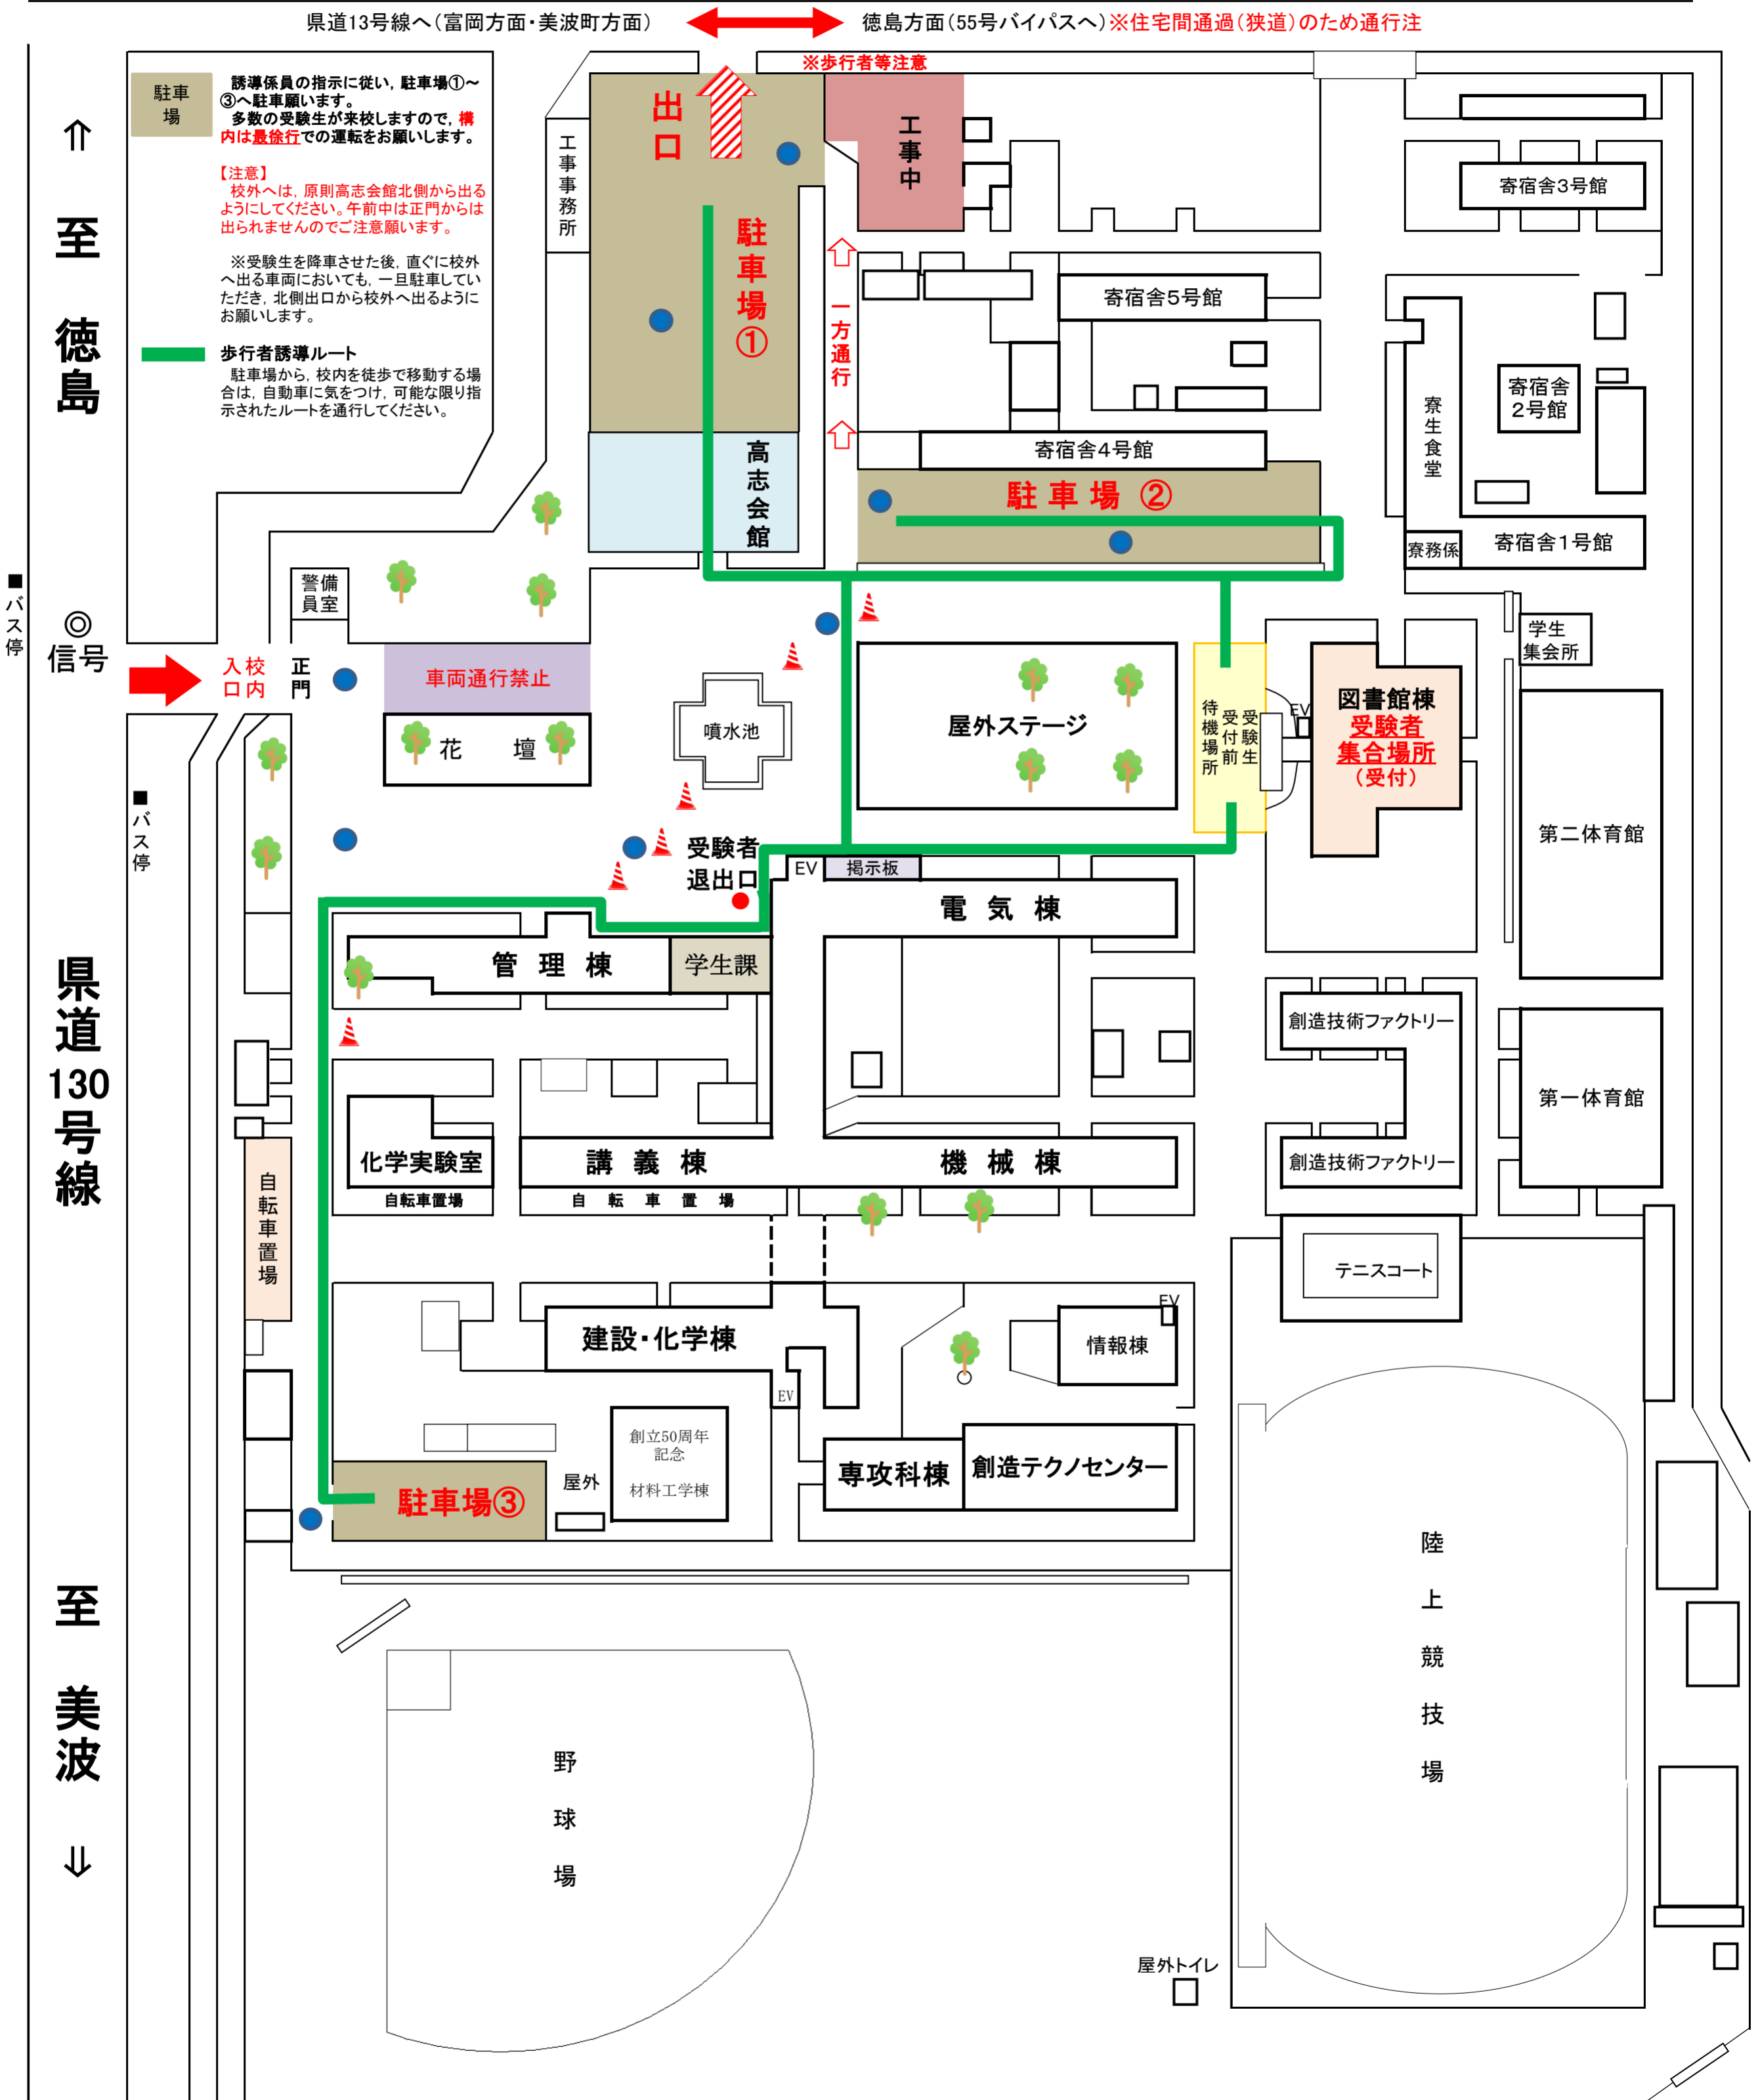 県道13号線へ（富岡方面・美波町方面）
徳島方面（55号バイパスへ）※住宅間通過（狭道）のため通行注
※歩行者等注意
駐車場
誘導係員の指示に従い，駐車場①～
③へ駐車願います。
多数の受験生が来校しますので，構
内は最徐行での運転をお願いします。
【注意】
校外へは，原則高志会館北側から出る
ようにしてください。午前中は正門からは
出られませんのでご注意願います。
※受験生を降車させた後，直ぐに校外
へ出る車両においても，一旦駐車してい
ただき，北側出口から校外へ出るように
お願いします。
歩行者誘導ルート
駐車場から，校内を徒歩で移動する場
合は，自動車に気をつけ，可能な限り指
示されたルートを通行してください。
⇑
至 徳島
■バス停
◎
信号
県道130号線
至 美波
⇓
■バス停
工事事務所
出口
工事中
駐車場①
一方通行
高志会館
寄宿舎3号館
寄宿舎5号館
寄宿舎4号館
駐車場②
寮生食堂
寄宿舎
2号館
寮務係
寄宿舎1号館
警備
員室
校内
入口
正門
車両通行禁止
花壇
噴水池
屋外ステージ
受験生
受付前
待機場所
EV
図書館棟
受験者
集合場所
（受付）
学生
集会所
第二体育館
受験者
退出口
EV
掲示板
電気棟
管理棟
学生課
創造技術ファクトリー
第一体育館
化学実験室
講義棟
機械棟
創造技術ファクトリー
自転車置場
自転車置場
自転車置場
テニスコート
建設・化学棟
EV
情報棟
EV
創立50周年
記念
材料工学棟
専攻科棟
創造テクノセンター
駐車場③
屋外
陸上競技場
野球場
屋外トイレ